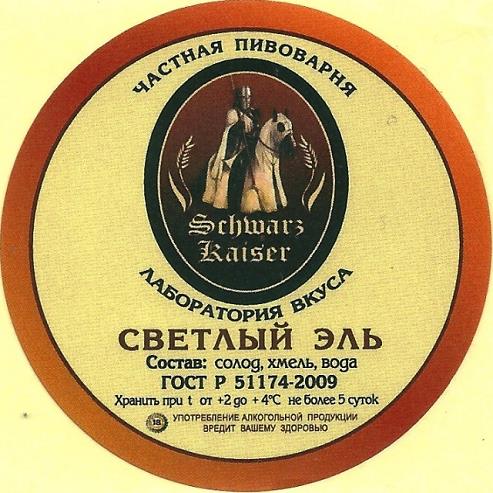 ЧАСТНАЯ ПИВОВАРНЯ
Schwarz
Kaiser
ЛАБОРАТОРИЯ ВКУСА
СВЕТЛЫЙ ЭЛЬ
Состав: солод, хмель, вода
ГОСТ Р 51174-2009
Хранить при t от +2 до +4°С не более 5 суток
18
УПОТРЕБЛЕНИЕ АЛКОГОЛЬНОЙ ПРОДУКЦИИ
ВРЕДИТ ВАШЕМУ ЗДОРОВЬЮ